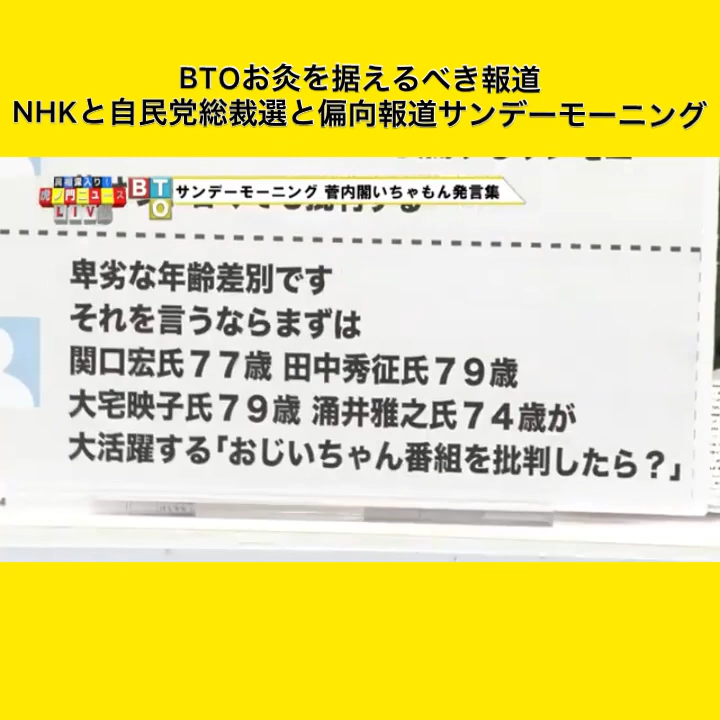 BTOお灸を据えるべき報道
NHKと自民党総裁選と偏向報道サンデーモーニング
真相深入り!
虎ノ門ニュース
LIVE
BTO
サンデーモーニング 菅内閣いちゃもん発言集
卑劣な年齢差別です
それを言うならまずは
関口宏氏77歳 田中秀征氏79歳
大宅映子氏79歳 涌井雅之氏74歳が
大活躍する「おじいちゃん番組を批判したら?」